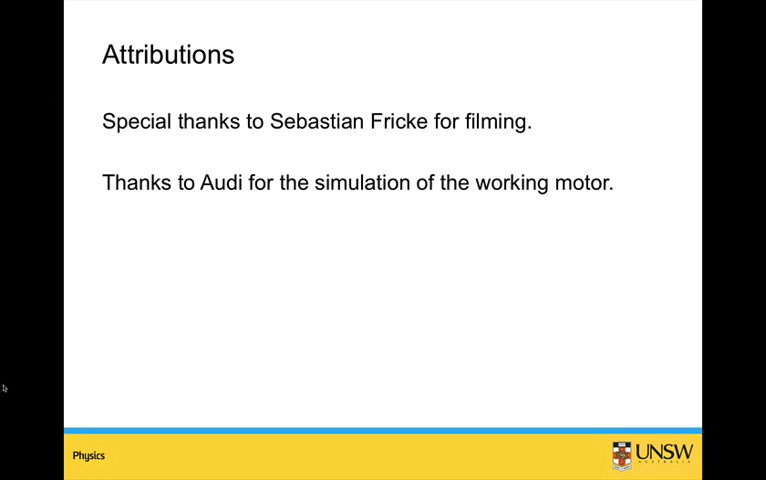 Attributions
Special thanks to Sebastian Fricke for filming.
Thanks to Audi for the simulation of the working motor.
Physics
UNSW
AUSTRALIA